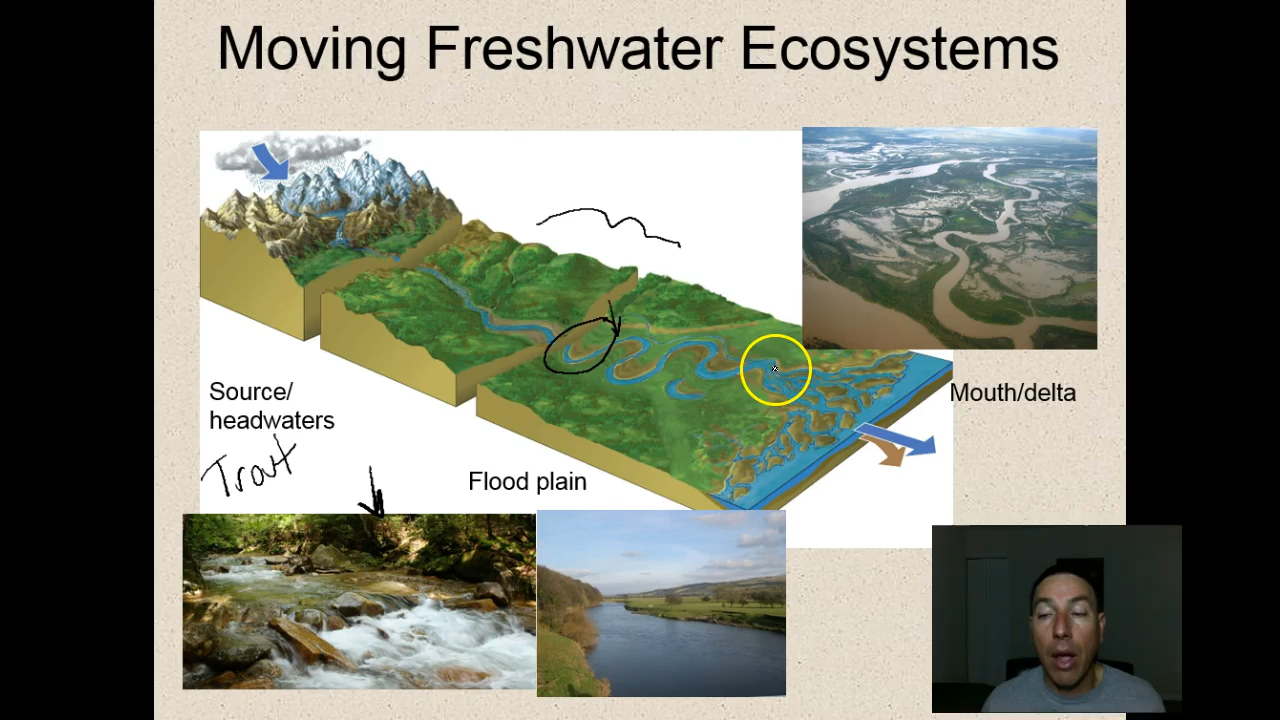 Moving Freshwater Ecosystems
Source/
headwaters
Trout
Flood plain
Mouth/delta